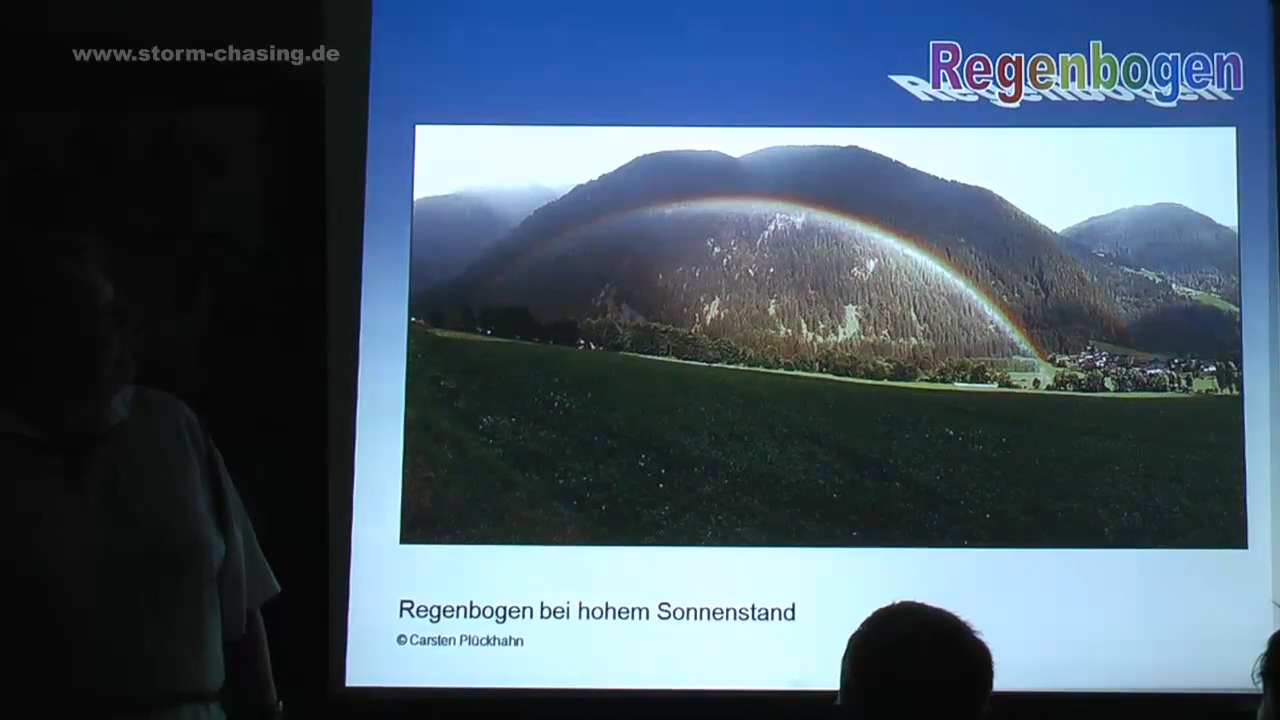 www.storm-chasing.de
Regenbogen
Regenbogen bei hohem Sonnenstand
© Carsten Plückhahn